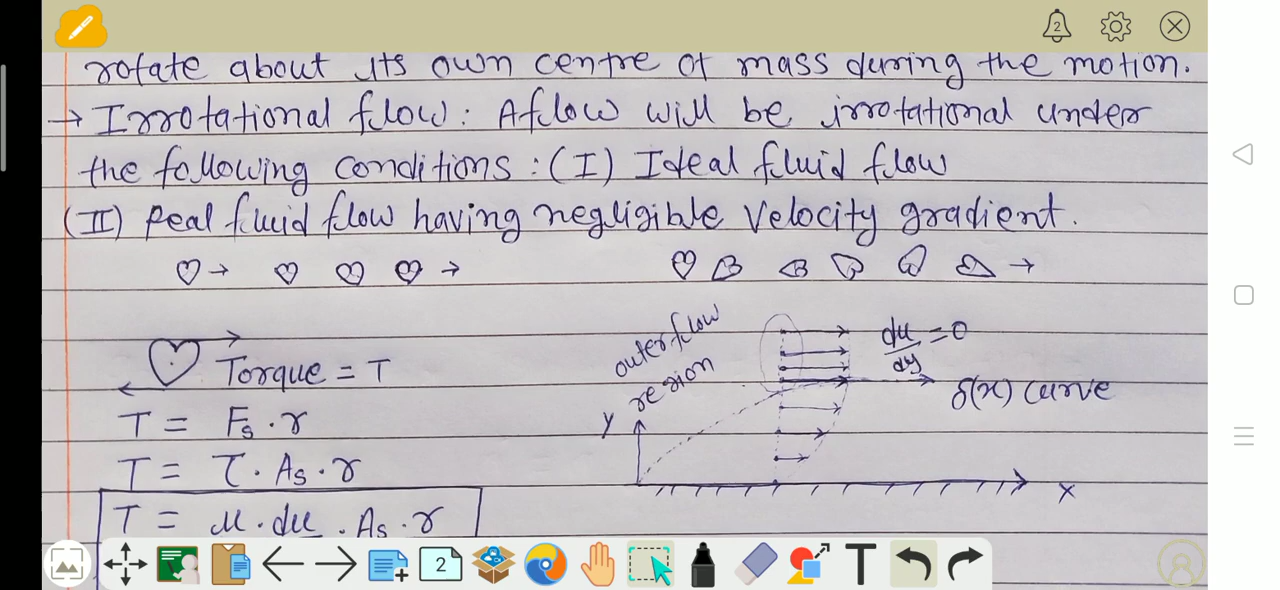 rotate about its own centre of mass during the motion.
→ Irrotational flow: A flow will be irrotational under
the following conditions: (I) Ideal fluid flow
(II) Real fluid flow having negligible velocity gradient.
outer flow
region
du/dy = 0
δ(x) curve
Y
X
Torque = T
T = Fs . r
T = τ . As . r
T = μ . du . As . r
2
2
T